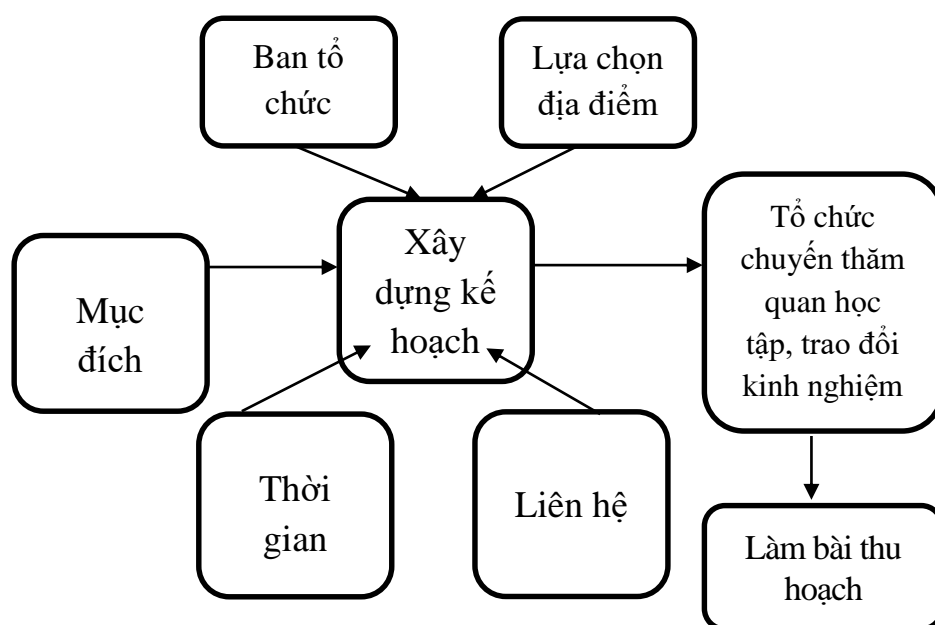 Ban tổ
chức
Lựa chọn
địa điểm
Mục
đích
Xây
dựng kế
hoạch
Tổ chức
chuyến thăm
quan học
tập, trao đổi
kinh nghiệm
Thời
gian
Liên hệ
Làm bài thu
hoạch